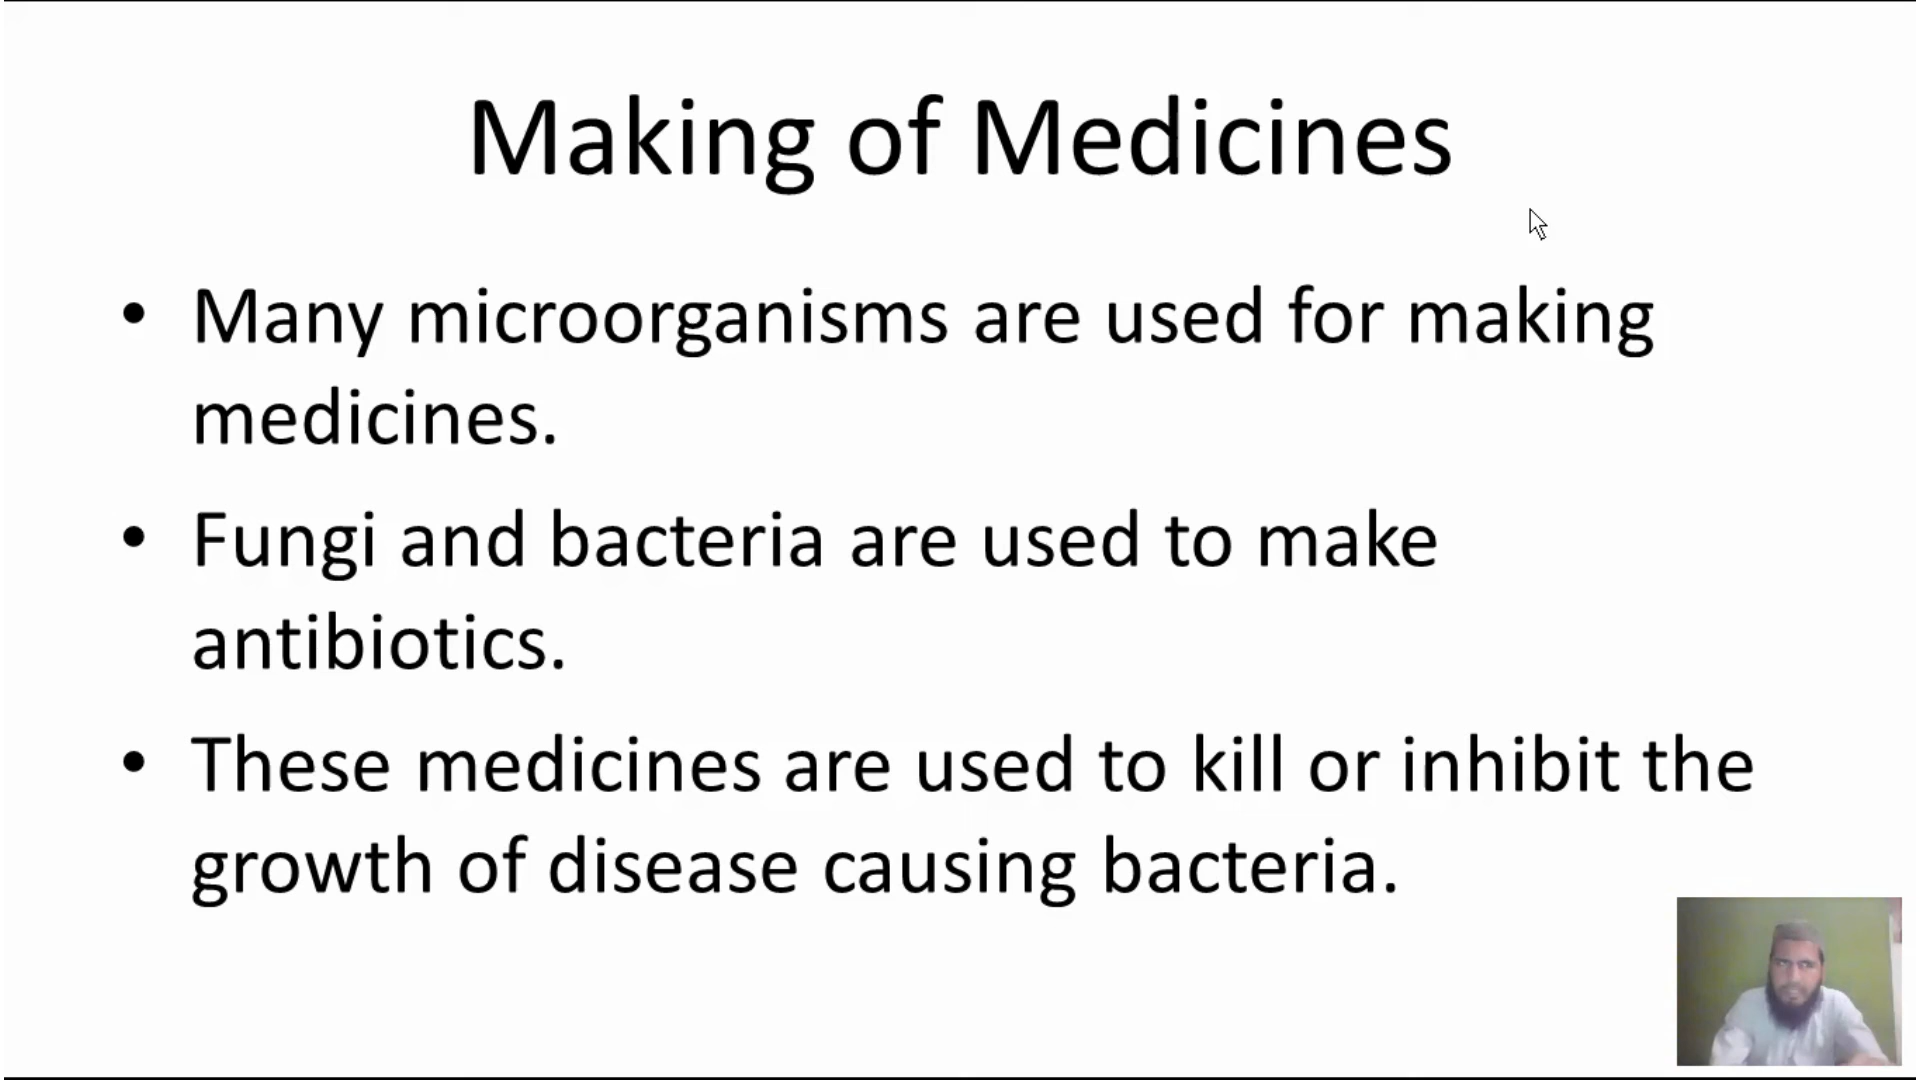 Making of Medicines
• Many microorganisms are used for making
medicines.
• Fungi and bacteria are used to make
antibiotics.
• These medicines are used to kill or inhibit the
growth of disease causing bacteria.